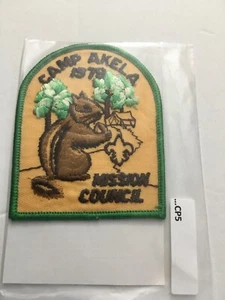 CAMP AKELA
1978
MISSION
COUNCIL
...CP5